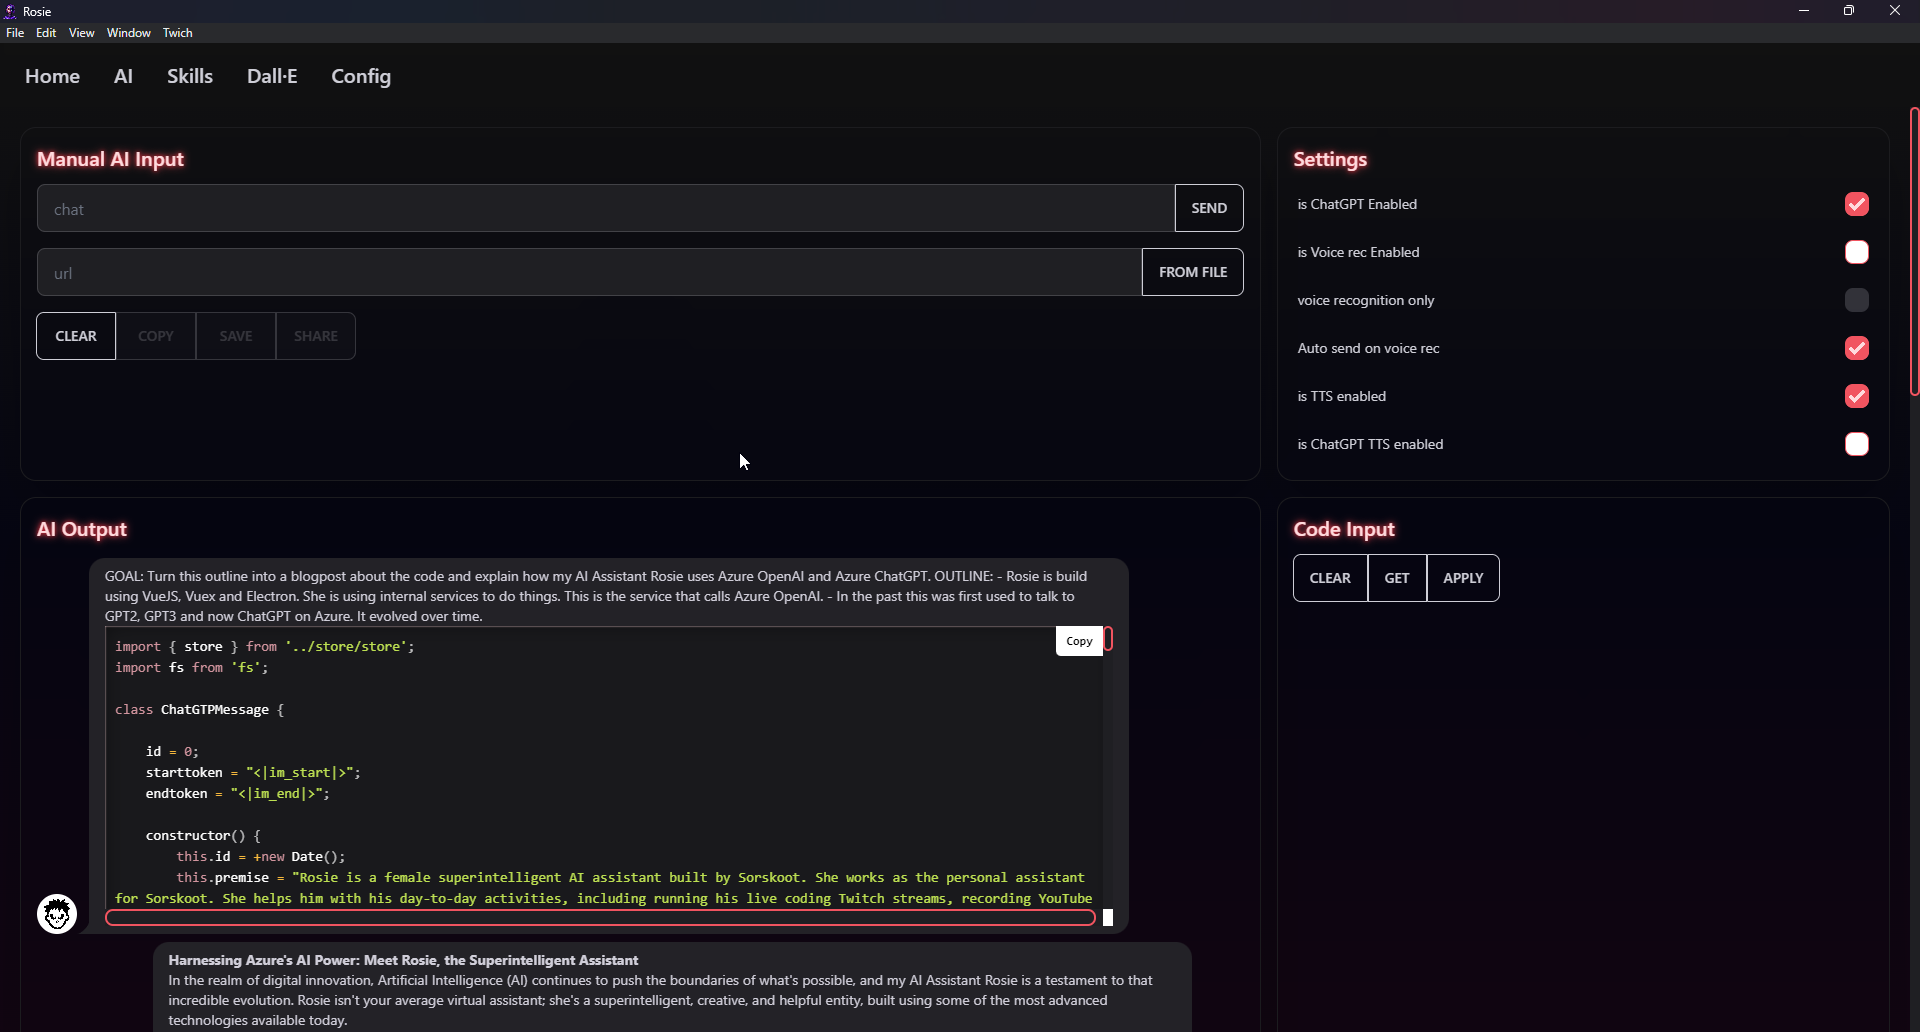 Rosie
File Edit View Window Twich
Home AI Skills Dall·E Config
Manual AI Input
chat
SEND
url
FROM FILE
CLEAR COPY SAVE SHARE
Settings
is ChatGPT Enabled
is Voice rec Enabled
voice recognition only
Auto send on voice rec
is TTS enabled
is ChatGPT TTS enabled
AI Output
GOAL: Turn this outline into a blogpost about the code and explain how my AI Assistant Rosie uses Azure OpenAI and Azure ChatGPT. OUTLINE: - Rosie is build
using VueJS, Vuex and Electron. She is using internal services to do things. This is the service that calls Azure OpenAI. - In the past this was first used to talk to
GPT2, GPT3 and now ChatGPT on Azure. It evolved over time.
Copy
import { store } from '../store/store';
import fs from 'fs';
class ChatGTPMessage {
id = 0;
starttoken = "<|im_start|>";
endtoken = "<|im_end|>";
constructor() {
this.id = +new Date();
this.premise = "Rosie is a female superintelligent AI assistant built by Sorskoot. She works as the personal assistant
for Sorskoot. She helps him with his day-to-day activities, including running his live coding Twitch streams, recording YouTube
Harnessing Azure's AI Power: Meet Rosie, the Superintelligent Assistant
In the realm of digital innovation, Artificial Intelligence (AI) continues to push the boundaries of what's possible, and my AI Assistant Rosie is a testament to that
incredible evolution. Rosie isn't your average virtual assistant; she's a superintelligent, creative, and helpful entity, built using some of the most advanced
technologies available today.
Code Input
CLEAR GET APPLY